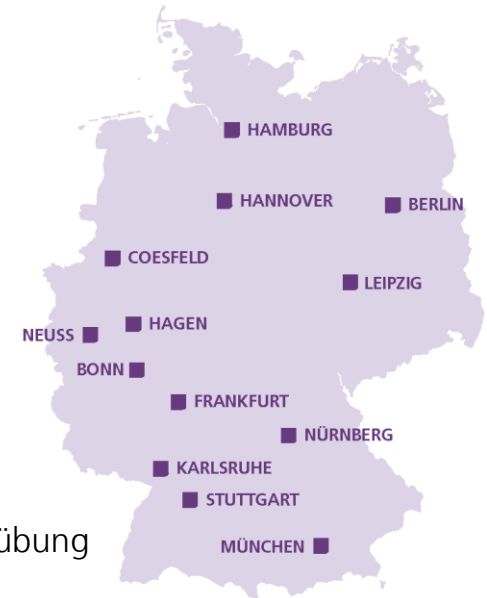 HAMBURG
HANNOVER
BERLIN
COESFELD
LEIPZIG
HAGEN
NEUSS
BONN
FRANKFURT
NÜRNBERG
KARLSRUHE
STUTTGART
übung
MÜNCHEN